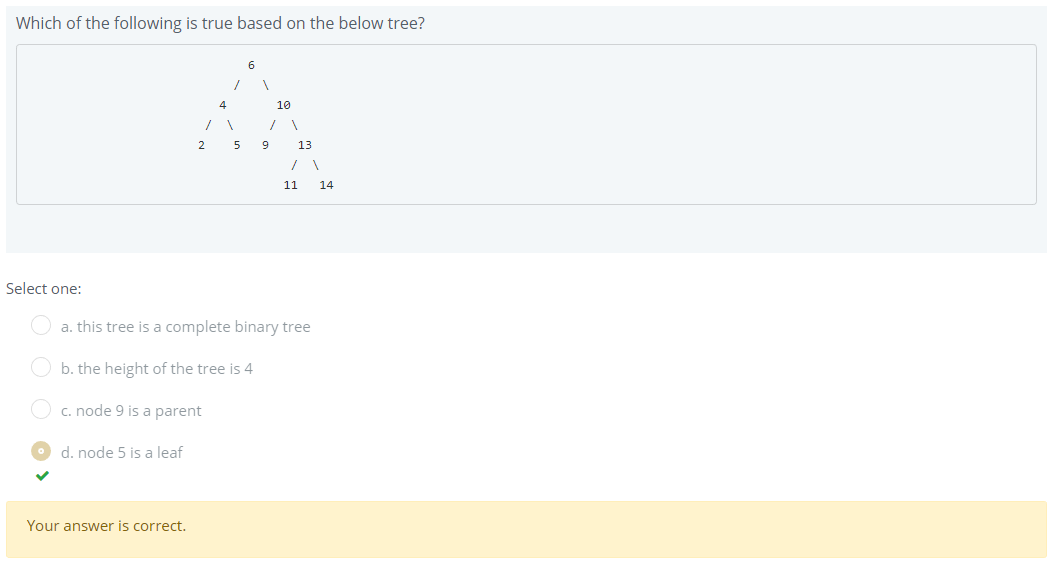 Which of the following is true based on the below tree?
6
/ \
4 10
/ \ / \
2 5 9 13
/ \
11 14
Select one:
a. this tree is a complete binary tree
b. the height of the tree is 4
c. node 9 is a parent
d. node 5 is a leaf
Your answer is correct.